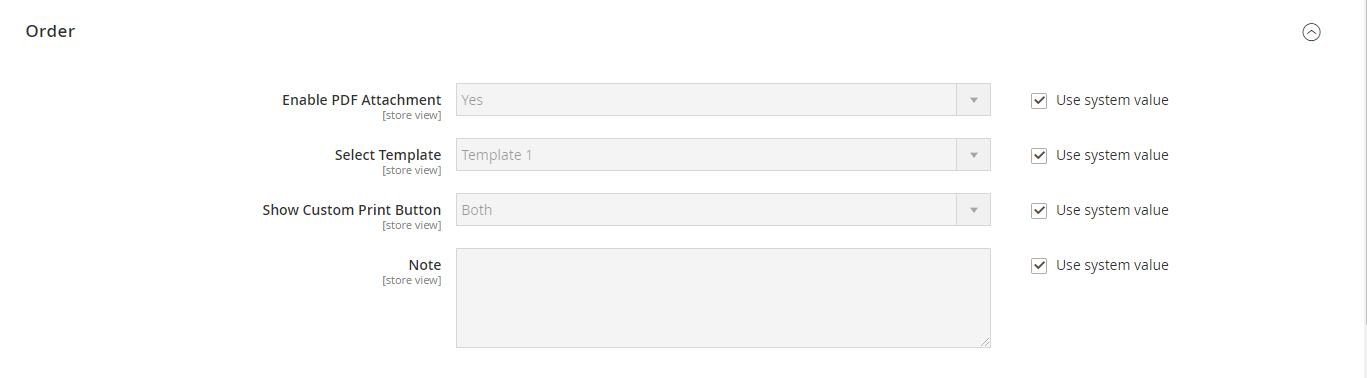 Order
Enable PDF Attachment
[store view]
Yes
Use system value
Select Template
[store view]
Template 1
Use system value
Show Custom Print Button
[store view]
Both
Use system value
Note
[store view]
Use system value